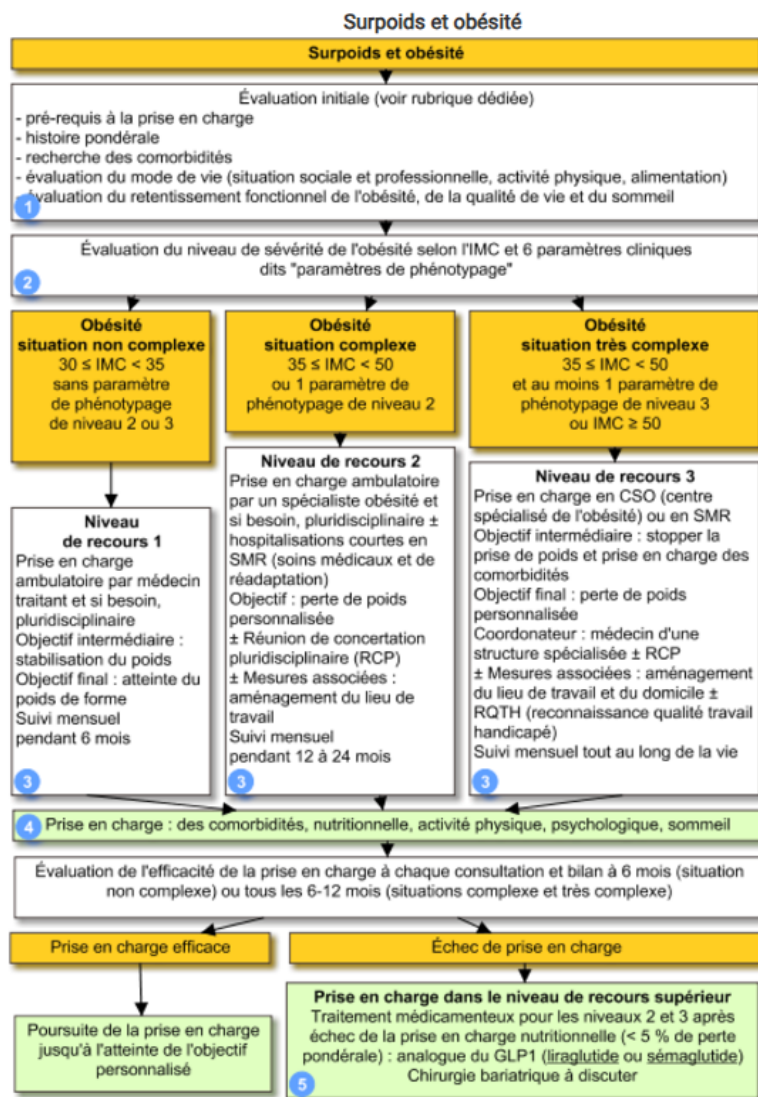 Surpoids et obésité
Surpoids et obésité
Évaluation initiale (voir rubrique dédiée)
- pré-requis à la prise en charge
- histoire pondérale
- recherche des comorbidités
- évaluation du mode de vie (situation sociale et professionnelle, activité physique, alimentation)
- évaluation du retentissement fonctionnel de l'obésité, de la qualité de vie et du sommeil
1
Évaluation du niveau de sévérité de l'obésité selon l'IMC et 6 paramètres cliniques
dits "paramètres de phénotypage"
2
Obésité
situation non complexe
30 ≤ IMC < 35
sans paramètre
de phénotypage
de niveau 2 ou 3
Obésité
situation complexe
35 ≤ IMC < 50
ou 1 paramètre de
phénotypage de niveau 2
Obésité
situation très complexe
35 ≤ IMC < 50
et au moins 1 paramètre de
phénotypage de niveau 3
ou IMC ≥ 50
Niveau
de recours 1
Prise en charge
ambulatoire par médecin
traitant et si besoin,
pluridisciplinaire
Objectif intermédiaire :
stabilisation du poids
Objectif final : atteinte du
poids de forme
Suivi mensuel
pendant 6 mois
3
Niveau de recours 2
Prise en charge ambulatoire
par un spécialiste obésité et
si besoin, pluridisciplinaire ±
hospitalisations courtes en
SMR (soins médicaux et de
réadaptation)
Objectif : perte de poids
personnalisée
± Réunion de concertation
pluridisciplinaire (RCP)
± Mesures associées :
aménagement du lieu de
travail
Suivi mensuel
pendant 12 à 24 mois
3
Niveau de recours 3
Prise en charge en CSO (centre
spécialisé de l'obésité) ou en SMR
Objectif intermédiaire : stopper la
prise de poids et prise en charge des
comorbidités
Objectif final : perte de poids
personnalisée
Coordonateur : médecin d'une
structure spécialisée ± RCP
± Mesures associées : aménagement
du lieu de travail et du domicile ±
RQTH (reconnaissance qualité travail
handicapé)
Suivi mensuel tout au long de la vie
3
4 Prise en charge : des comorbidités, nutritionnelle, activité physique, psychologique, sommeil
Évaluation de l'efficacité de la prise en charge à chaque consultation et bilan à 6 mois (situation
non complexe) ou tous les 6-12 mois (situations complexe et très complexe)
Prise en charge efficace
Échec de prise en charge
Poursuite de la prise en charge
jusqu'à l'atteinte de l'objectif
personnalisé
Prise en charge dans le niveau de recours supérieur
Traitement médicamenteux pour les niveaux 2 et 3 après
échec de la prise en charge nutritionnelle (< 5 % de perte
pondérale) : analogue du GLP1 (liraglutide ou sémaglutide)
Chirurgie bariatrique à discuter
5